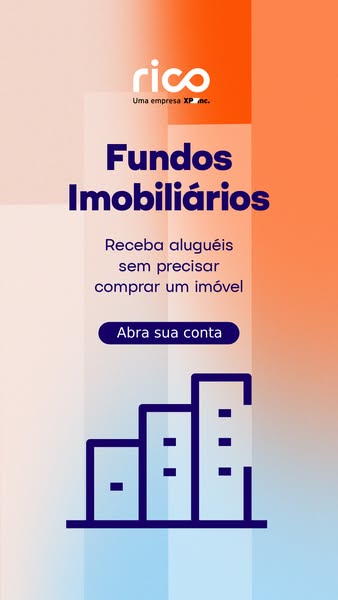 rico
Uma empresa XP inc.
Fundos
Imobiliários
Receba aluguéis
sem precisar
comprar um imóvel
Abra sua conta